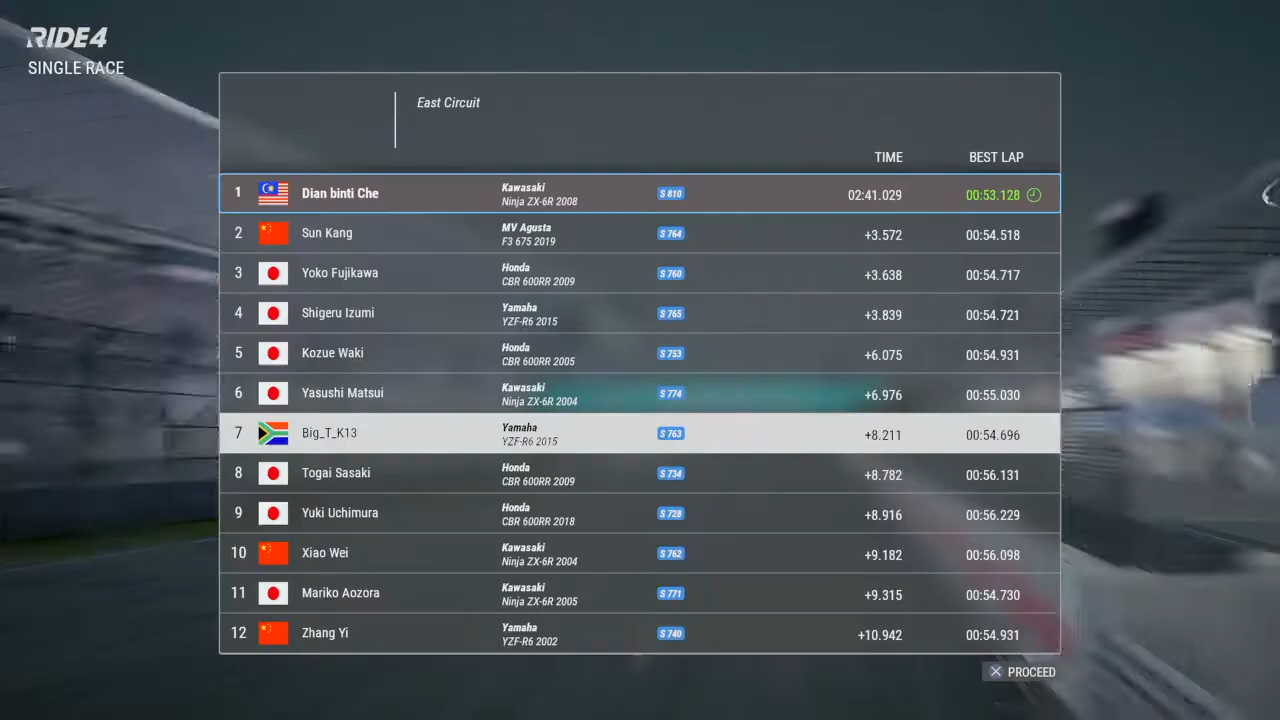 RIDE 4
SINGLE RACE
East Circuit
TIME BEST LAP
1 Dian binti Che Kawasaki Ninja ZX-6R 2008 S 810 02:41.029 00:53.128
2 Sun Kang MV Agusta F3 675 2019 S 764 +3.572 00:54.518
3 Yoko Fujikawa Honda CBR 600RR 2009 S 760 +3.638 00:54.717
4 Shigeru Izumi Yamaha YZF-R6 2015 S 765 +3.839 00:54.721
5 Kozue Waki Honda CBR 600RR 2005 S 753 +6.075 00:54.931
6 Yasushi Matsui Kawasaki Ninja ZX-6R 2004 S 774 +6.976 00:55.030
7 Big_T_K13 Yamaha YZF-R6 2015 S 763 +8.211 00:54.696
8 Togai Sasaki Honda CBR 600RR 2009 S 734 +8.782 00:56.131
9 Yuki Uchimura Honda CBR 600RR 2018 S 728 +8.916 00:56.229
10 Xiao Wei Kawasaki Ninja ZX-6R 2004 S 762 +9.182 00:56.098
11 Mariko Aozora Kawasaki Ninja ZX-6R 2005 S 771 +9.315 00:54.730
12 Zhang Yi Yamaha YZF-R6 2002 S 740 +10.942 00:54.931
PROCEED